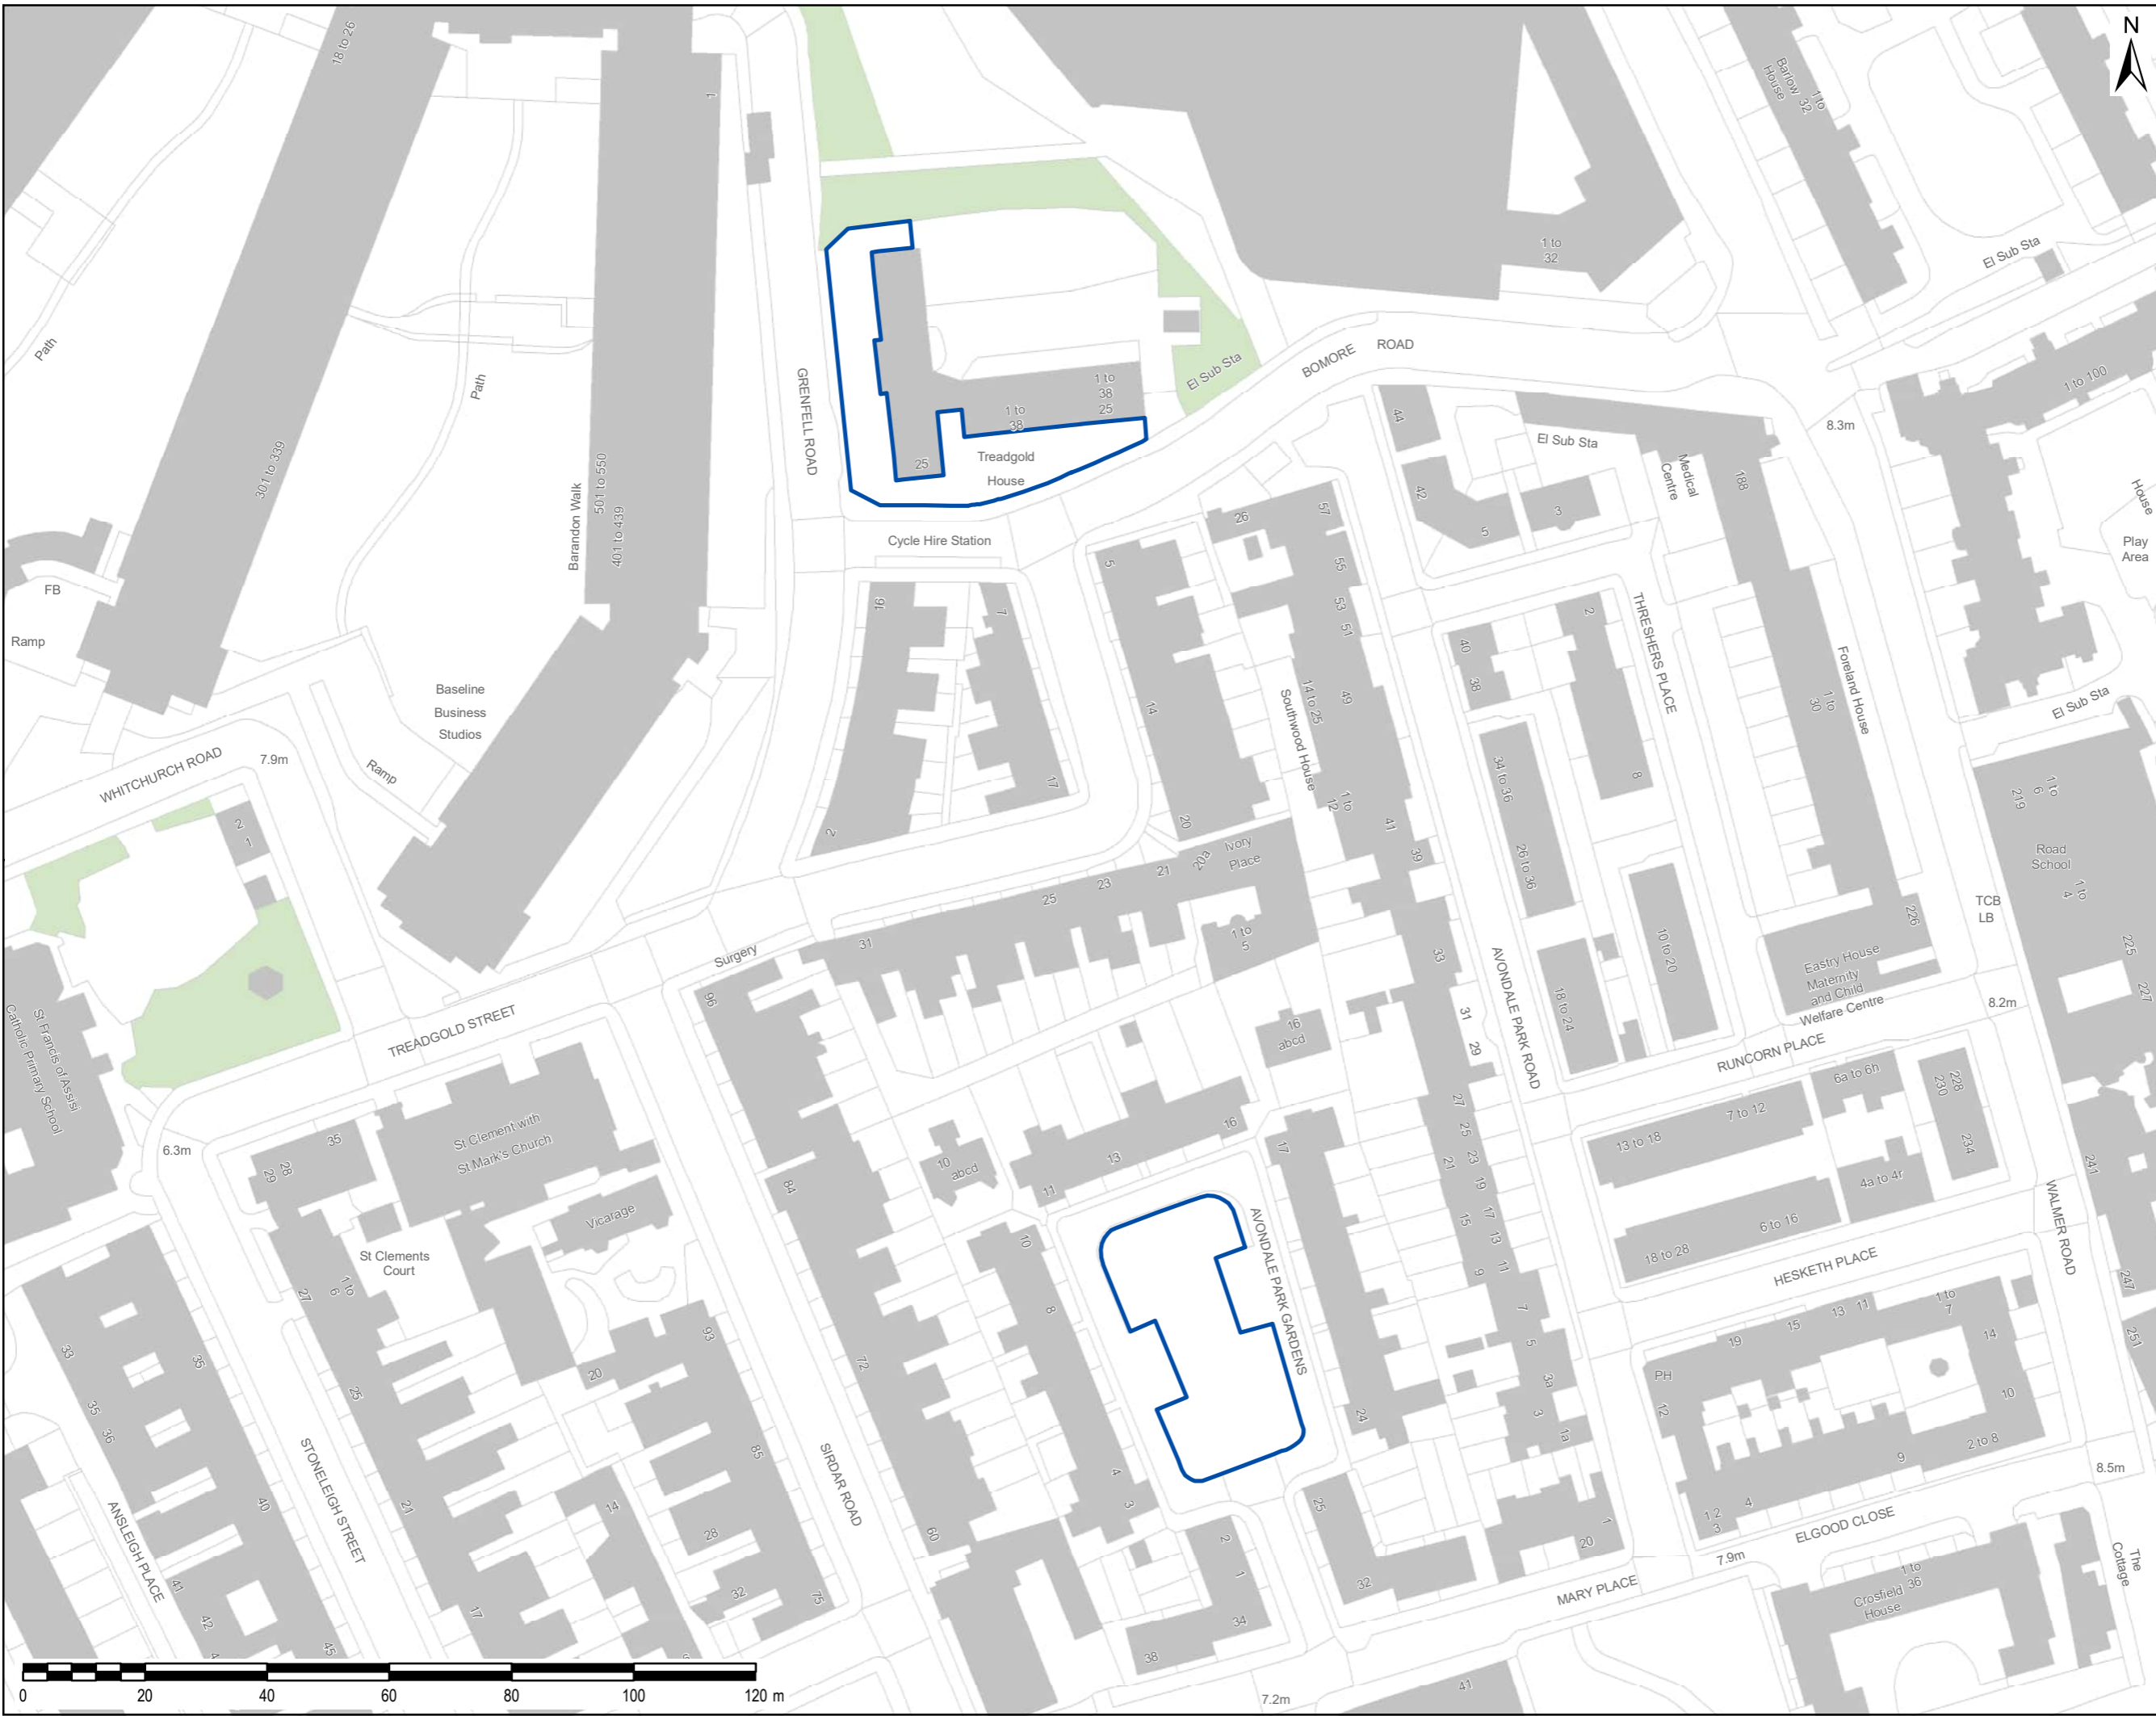 N
18 to 26
1
Barlow
House
1 to
32
1 to
32
El Sub Sta
Path
Path
GRENFELL ROAD
BOMORE
ROAD
El Sub Sta
1 to
38
25
1 to
38
25
Treadgold
House
301 to 339
Barandon Walk
501 to 550
401 to 439
44
42
5
3
El Sub Sta
Medical
Centre
188
8.3m
1 to 100
House
Play
Area
Cycle Hire Station
26
57
55
53
51
5
16
7
FB
Ramp
Baseline
Business
Studios
Ramp
WHITCHURCH ROAD
7.9m
2
1
14
Southwood House
14 to 25
49
40
38
2
THRESHERS PLACE
Foreland House
1 to
30
El Sub Sta
34 to 36
8
1 to
12
17
2
20
41
39
26 to 36
1 to
6
219
Road
School
1 to
4
Ivory
Place
20a
21
23
25
31
Surgery
1 to
5
33
AVONDALE PARK ROAD
10 to 20
18 to 24
226
TCB
LB
225
227
Eastry House
Maternity
and Child
Welfare Centre
8.2m
96
16
abcd
31
29
RUNCORN PLACE
TREADGOLD STREET
St Francis of Assisi
Catholic Primary School
6.3m
35
28
29
St Clement with
St Mark's Church
Vicarage
St Clements
Court
84
10
abcd
11
13
16
17
27
25
23
21
19
17
15
13
11
9
7
5
3a
3
1a
13 to 18
7 to 12
6a to 6h
228
230
234
4a to 4r
6 to 16
18 to 28
241
WALMER ROAD
247
251
HESKETH PLACE
AVONDALE PARK GARDENS
10
8
27
1 to
6
93
20
72
33
35
35
36
25
85
SIRDAR ROAD
STONELEIGH STREET
ANSLEIGH PLACE
40
21
14
28
32
75
60
4
3
2
1
34
38
24
25
32
20
1
PH
12
19
15
13
11
1 to
7
14
10
2 to 8
9
4
1 2
3
ELGOOD CLOSE
8.5m
7.9m
MARY PLACE
1 to
36
Crosfield
House
The
Cottage
41
42
45
17
41
7.2m
0
20
40
60
80
100
120 m